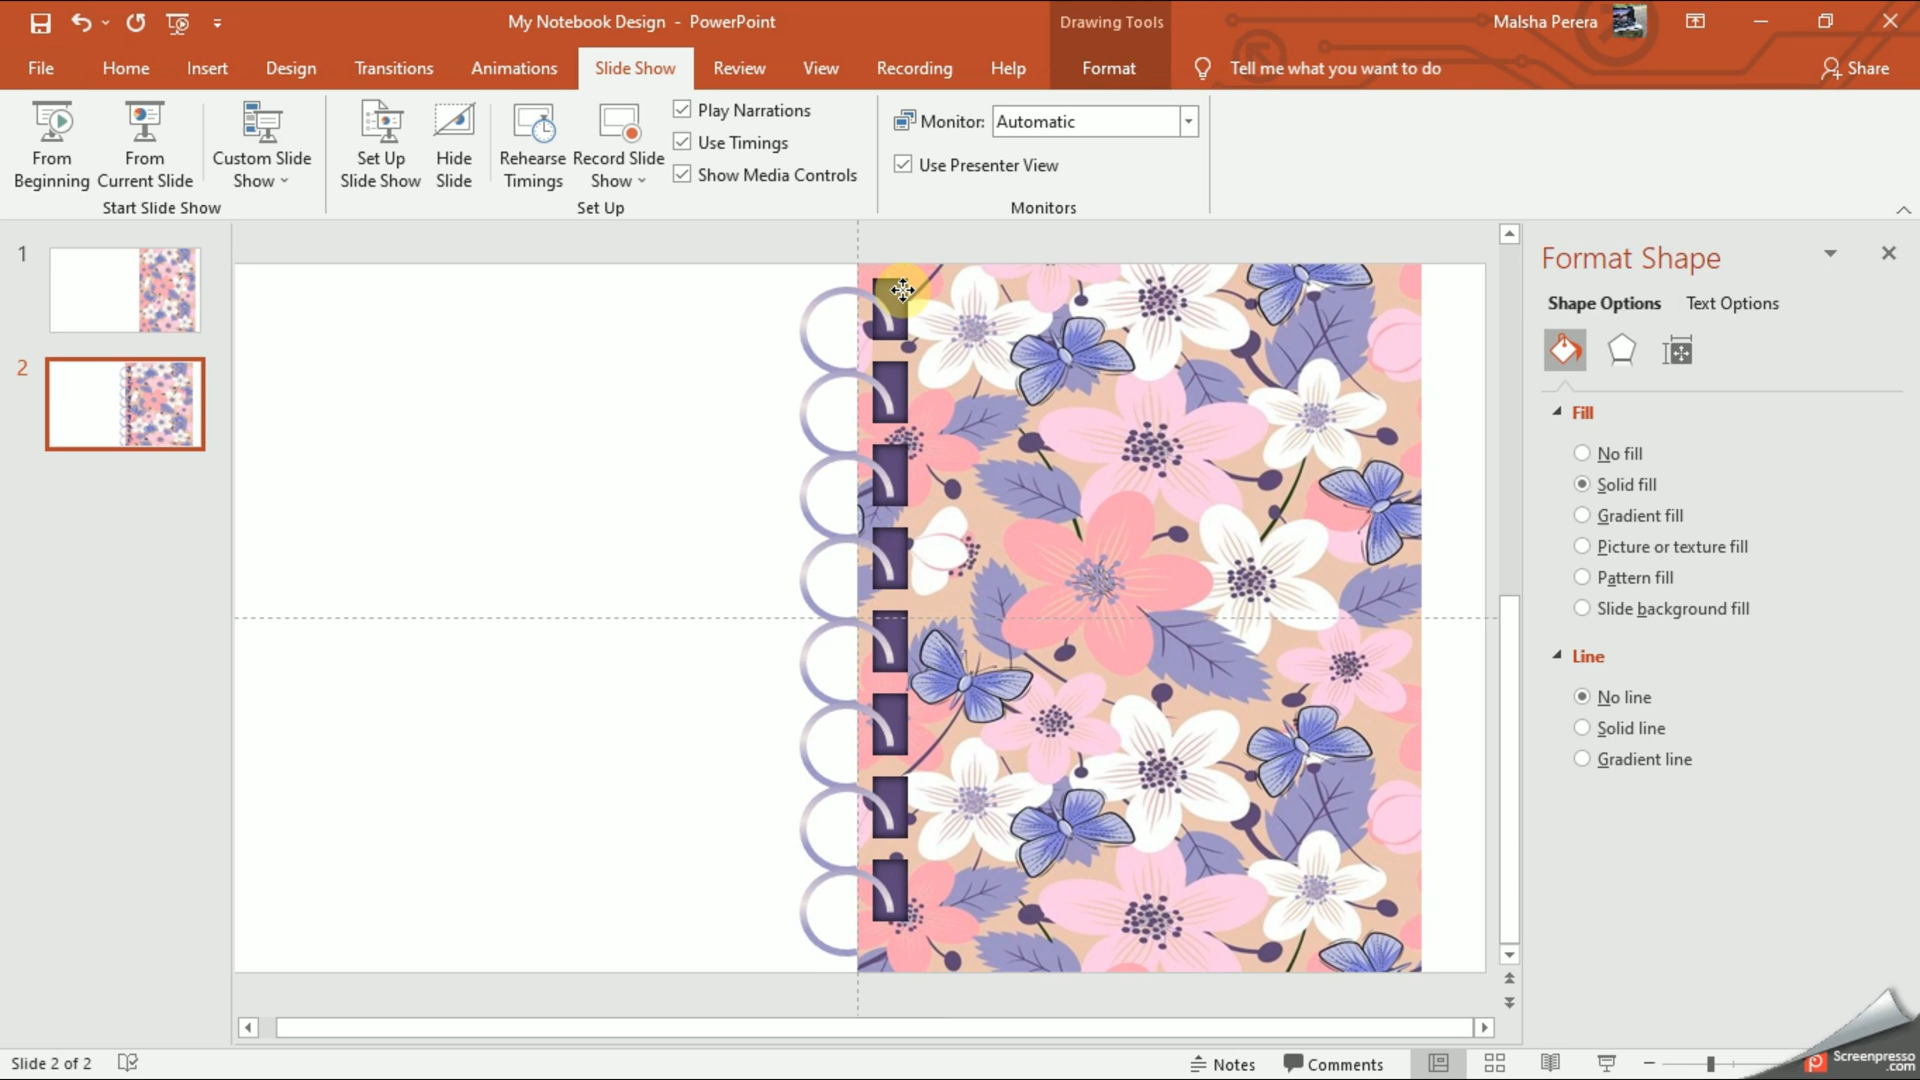 My Notebook Design - PowerPoint
Drawing Tools
Malsha Perera
File
Home
Insert
Design
Transitions
Animations
Slide Show
Review
View
Recording
Help
Format
Tell me what you want to do
Share
From Beginning
From Current Slide
Custom Slide Show
Set Up Slide Show
Hide Slide
Rehearse Timings
Record Slide Show
Play Narrations
Use Timings
Show Media Controls
Monitor:
Automatic
Use Presenter View
Start Slide Show
Set Up
Monitors
1
2
Format Shape
Shape Options
Text Options
Fill
No fill
Solid fill
Gradient fill
Picture or texture fill
Pattern fill
Slide background fill
Line
No line
Solid line
Gradient line
Slide 2 of 2
Notes
Comments
Screenpresso
.com